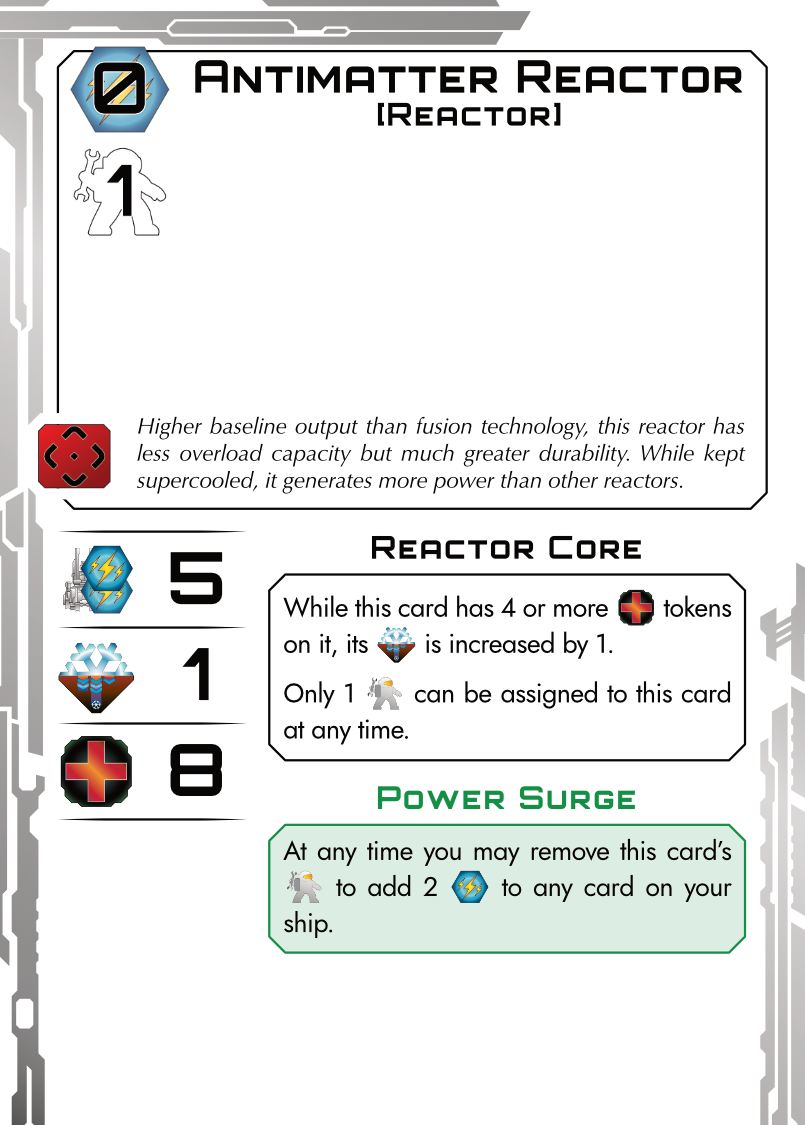 0
ANTIMATTER REACTOR
[REACTOR]
1
Higher baseline output than fusion technology, this reactor has
less overload capacity but much greater durability. While kept
supercooled, it generates more power than other reactors.
5
1
8
REACTOR CORE
While this card has 4 or more tokens
on it, its is increased by 1.
Only 1 can be assigned to this card
at any time.
POWER SURGE
At any time you may remove this card's
to add 2 to any card on your
ship.